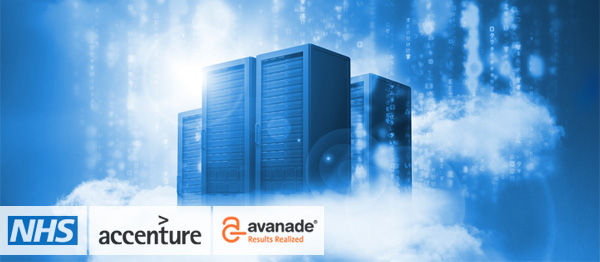 NHS
accenture
>
avanade®
Results Realized